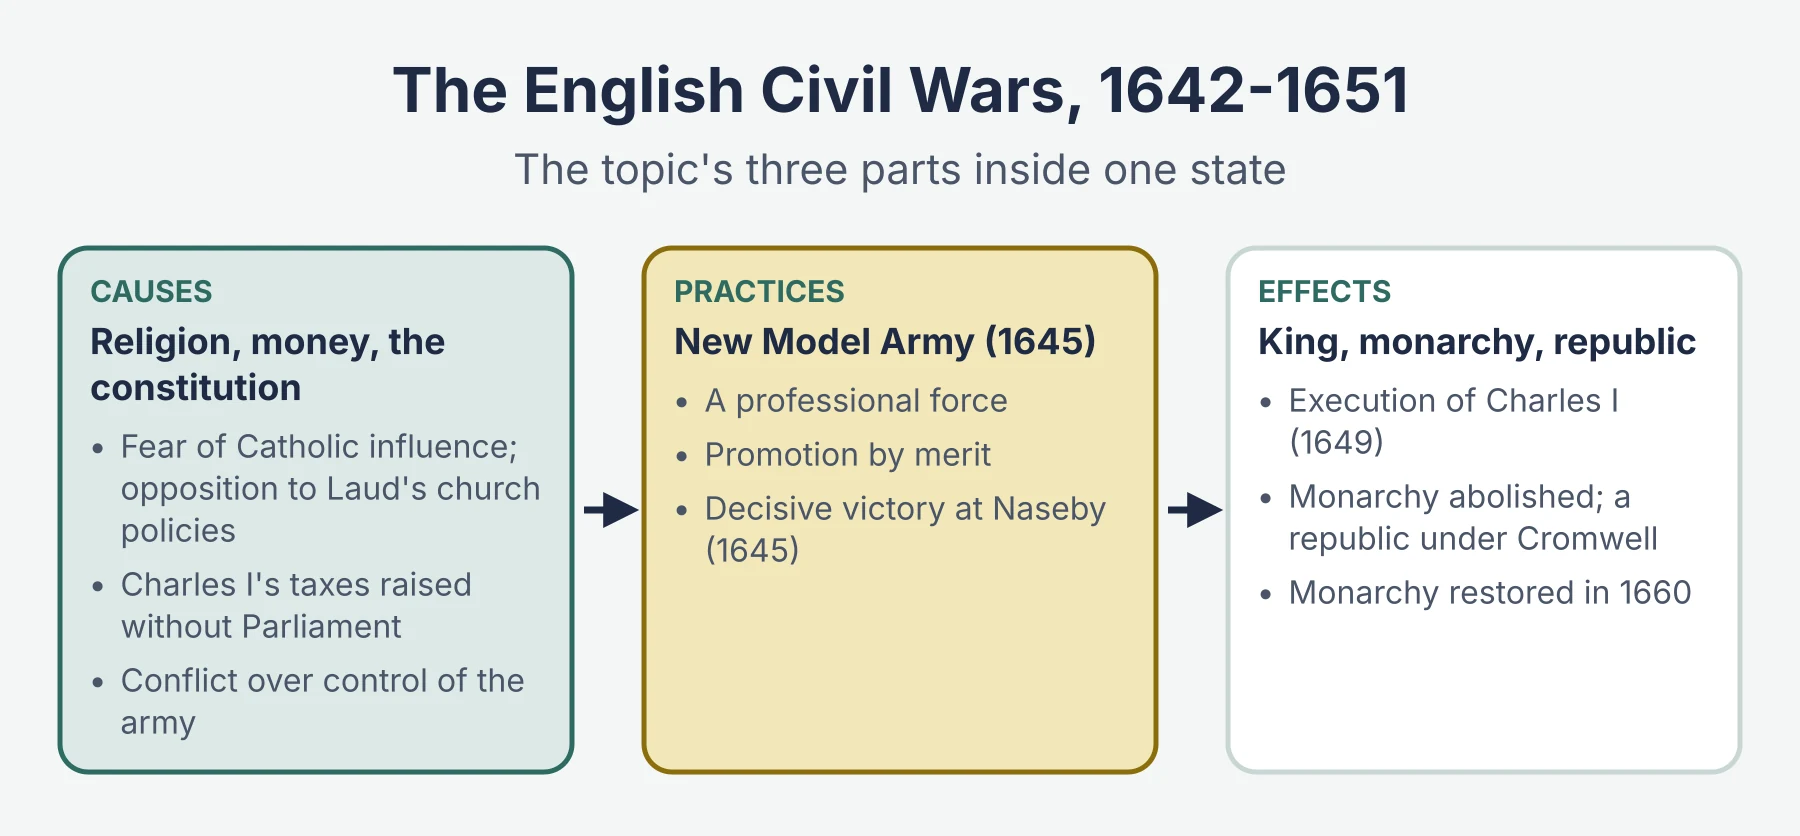 The English Civil Wars, 1642-1651
The topic's three parts inside one state
CAUSES
Religion, money, the
constitution
• Fear of Catholic influence;
opposition to Laud's church
policies
• Charles I's taxes raised
without Parliament
• Conflict over control of the
army
PRACTICES
New Model Army (1645)
• A professional force
• Promotion by merit
• Decisive victory at Naseby
(1645)
EFFECTS
King, monarchy, republic
• Execution of Charles I
(1649)
• Monarchy abolished; a
republic under Cromwell
• Monarchy restored in 1660